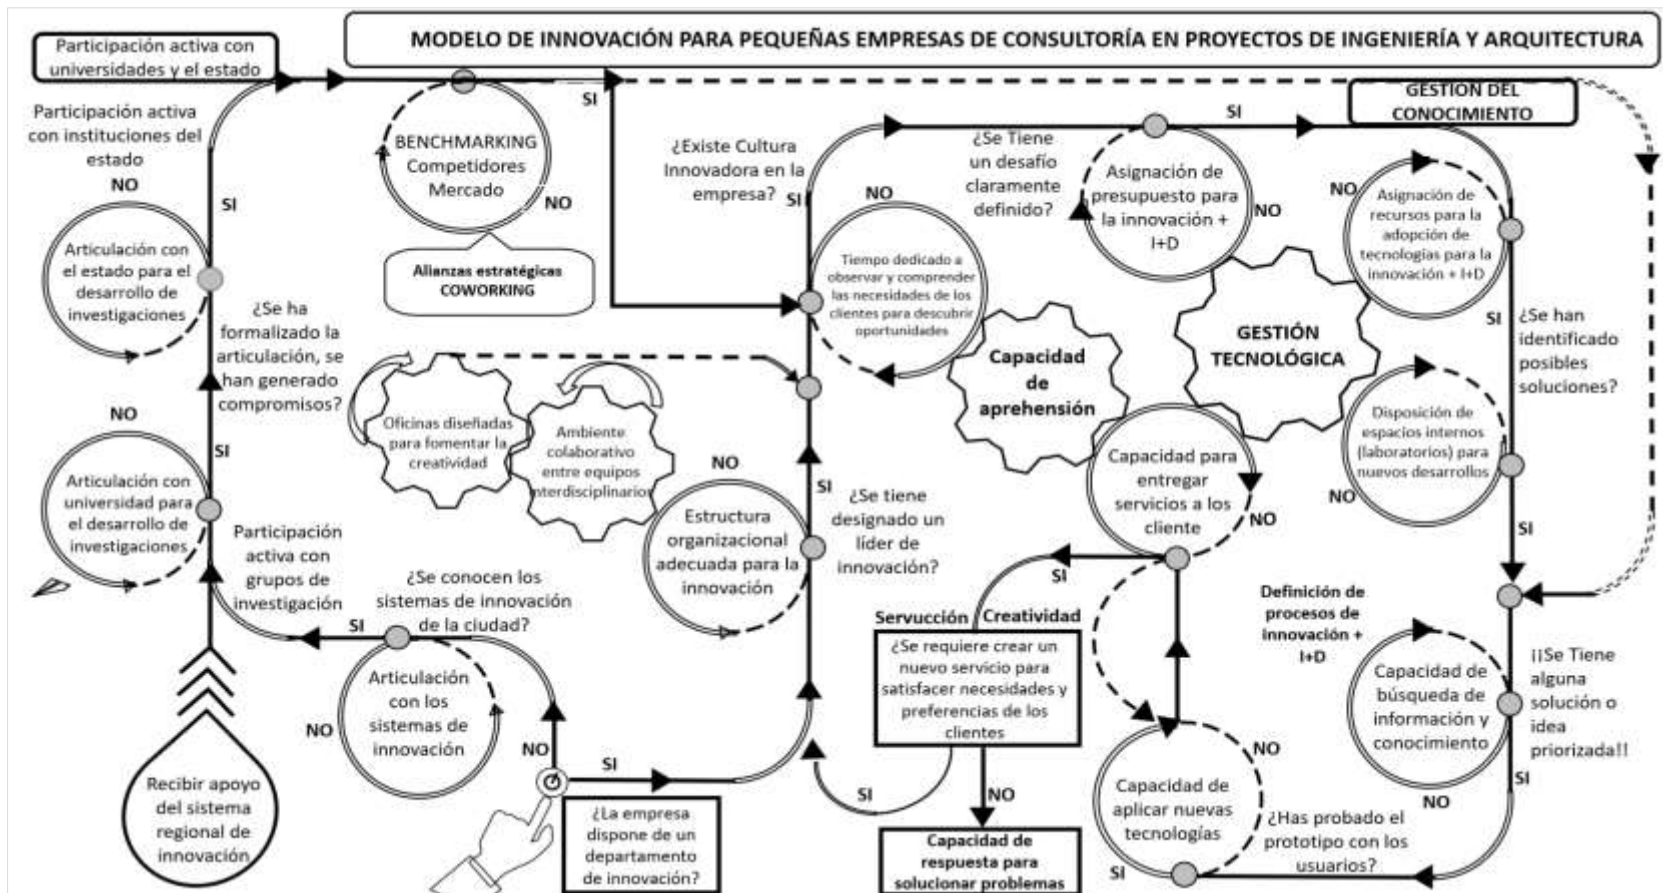 MODELO DE INNOVACIÓN PARA PEQUEÑAS EMPRESAS DE CONSULTORÍA EN PROYECTOS DE INGENIERÍA Y ARQUITECTURA
Participación activa con
universidades y el estado
Participación activa
con instituciones del
estado
NO
SI
Articulación con
el estado para el
desarrollo de
investigaciones
¿Se ha
formalizado la
articulación, se
han generado
compromisos?
NO
SI
Articulación con
universidad para
el desarrollo de
investigaciones
Participación
activa con
grupos de
investigación
SI
Recibir apoyo
del sistema
regional de
innovación
¿Se conocen los
sistemas de innovación
de la ciudad?
Articulación
con los
sistemas de
innovación
NO
NO
SI
¿La empresa
dispone de un
departamento
de innovación?
BENCHMARKING
Competidores
Mercado
SI
NO
Alianzas estratégicas
COWORKING
Oficinas diseñadas
para fomentar la
creatividad
Ambiente
colaborativo
entre equipos
interdisciplinarios
NO
Estructura
organizacional
adecuada para la
innovación
SI
¿Se tiene
designado un
líder de
innovación?
¿Existe Cultura
Innovadora en la
empresa?
SI
NO
Tiempo dedicado a
observar y comprender
las necesidades de los
clientes para descubrir
oportunidades
¿Se Tiene
un desafío
claramente
definido?
Asignación de
presupuesto para
la innovación +
I+D
SI
NO
GESTIÓN DEL
CONOCIMIENTO
NO
Asignación de
recursos para la
adopción de
tecnologías para la
innovación + I+D
SI
¿Se han
identificado
posibles
soluciones?
Capacidad
de
aprehensión
GESTIÓN
TECNOLÓGICA
Disposición de
espacios internos
(laboratorios) para
nuevos desarrollos
NO
SI
Capacidad para
entregar
servicios a los
cliente
NO
SI
Servucción
Creatividad
¿Se requiere crear un
nuevo servicio para
satisfacer necesidades y
preferencias de los
clientes
SI
NO
Capacidad de
respuesta para
solucionar problemas
Definición de
procesos de
innovación +
I+D
Capacidad de
búsqueda de
información y
conocimiento
NO
¡¡Se Tiene
alguna
solución o
idea
priorizada!!
SI
NO
Capacidad de
aplicar nuevas
tecnologías
SI
¿Has probado el
prototipo con los
usuarios?